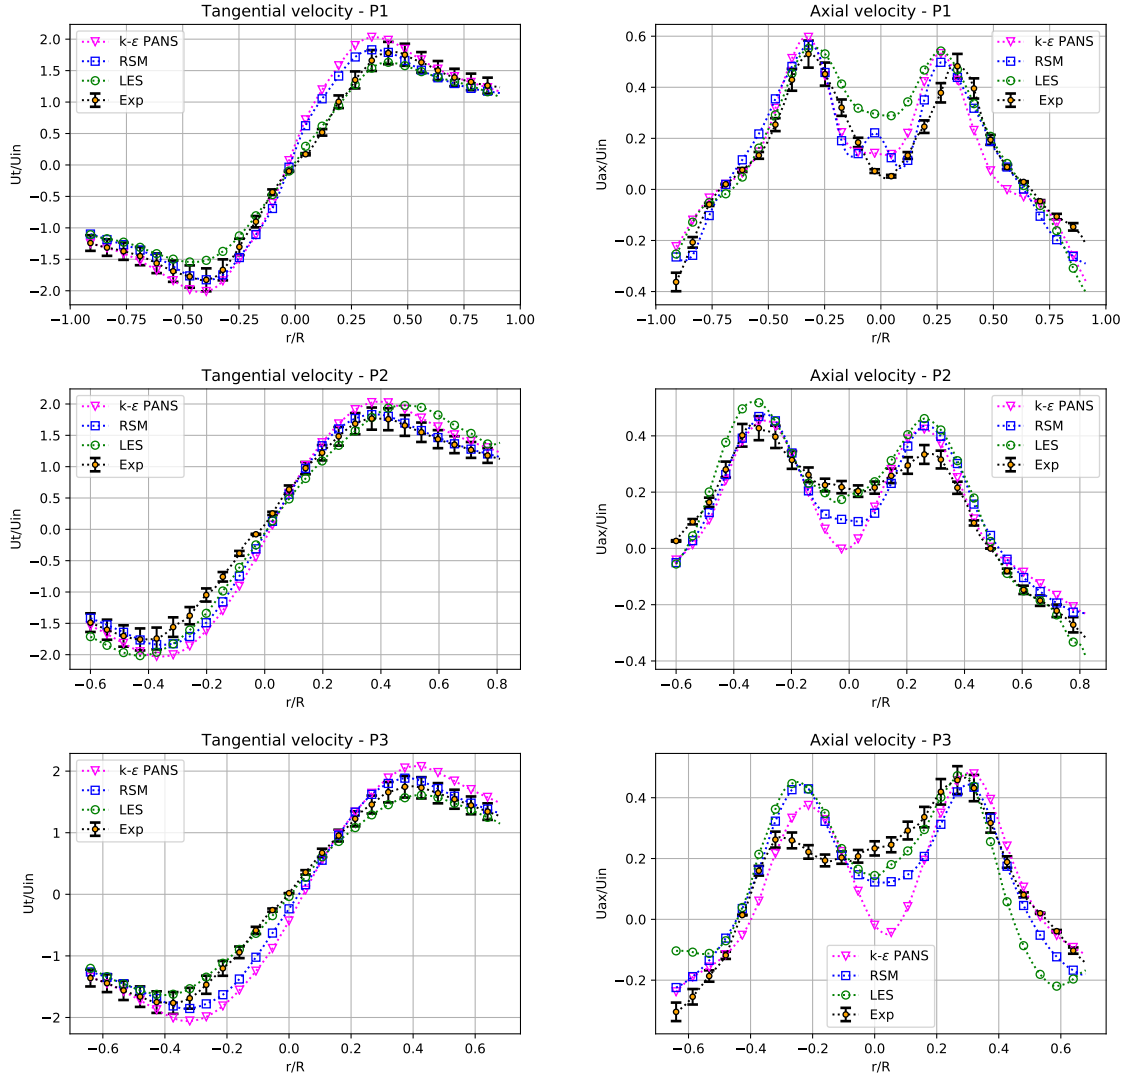 Tangential velocity - P1
Ut/Uin
2.0
1.5
1.0
0.5
0.0
−0.5
−1.0
−1.5
−2.0
k-ε PANS
RSM
LES
Exp
−1.00 −0.75 −0.50 −0.25 0.00 0.25 0.50 0.75 1.00
r/R
Axial velocity - P1
Uax/Uin
0.6
0.4
0.2
0.0
−0.2
−0.4
k-ε PANS
RSM
LES
Exp
−1.00 −0.75 −0.50 −0.25 0.00 0.25 0.50 0.75 1.00
r/R
Tangential velocity - P2
Ut/Uin
2.0
1.5
1.0
0.5
0.0
−0.5
−1.0
−1.5
−2.0
k-ε PANS
RSM
LES
Exp
−0.6 −0.4 −0.2 0.0 0.2 0.4 0.6 0.8
r/R
Axial velocity - P2
Uax/Uin
0.4
0.2
0.0
−0.2
−0.4
k-ε PANS
RSM
LES
Exp
−0.6 −0.4 −0.2 0.0 0.2 0.4 0.6 0.8
r/R
Tangential velocity - P3
Ut/Uin
2
1
0
−1
−2
k-ε PANS
RSM
LES
Exp
−0.6 −0.4 −0.2 0.0 0.2 0.4 0.6
r/R
Axial velocity - P3
Uax/Uin
0.4
0.2
0.0
−0.2
k-ε PANS
RSM
LES
Exp
−0.6 −0.4 −0.2 0.0 0.2 0.4 0.6
r/R